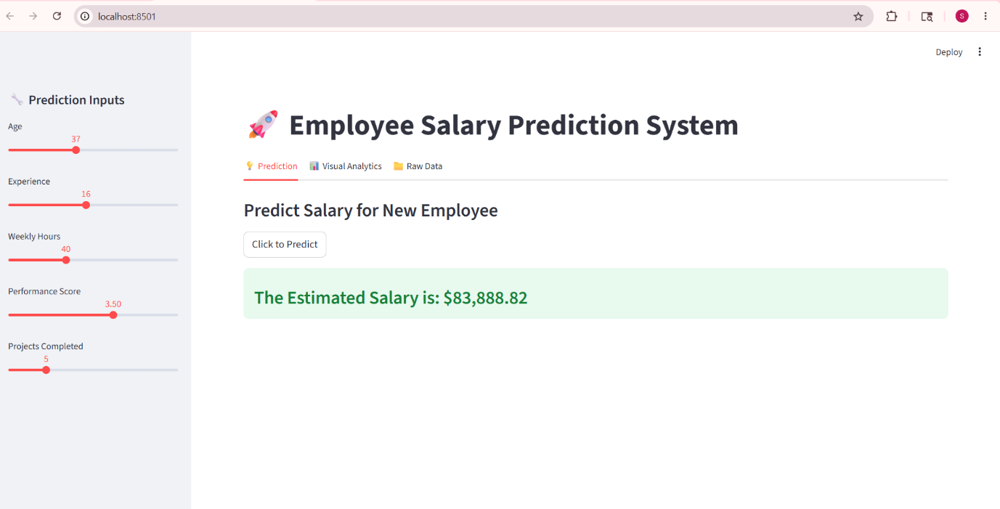 localhost:8501
S
Deploy
🔧 Prediction Inputs
Age
37
Experience
16
Weekly Hours
40
Performance Score
3.50
Projects Completed
5
🚀 Employee Salary Prediction System
💡 Prediction 📊 Visual Analytics 📁 Raw Data
Predict Salary for New Employee
Click to Predict
The Estimated Salary is: $83,888.82